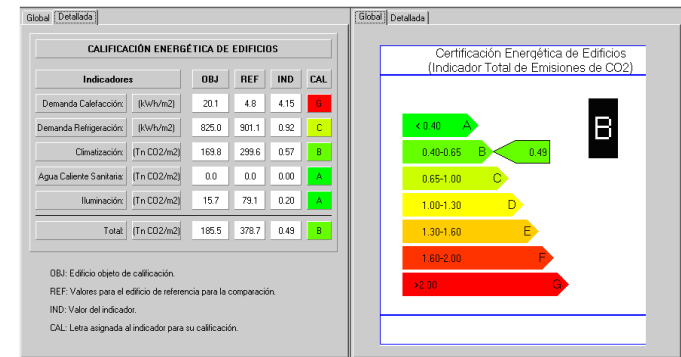 Global Detallada
CALIFICACIÓN ENERGÉTICA DE EDIFICIOS
Indicadores OBJ REF IND CAL
Demanda Calefacción: (kWh/m2) 20.1 4.8 4.15 G
Demanda Refrigeración: (kWh/m2) 825.0 901.1 0.92 C
Climatización: (Tn CO2/m2) 169.8 299.6 0.57 B
Agua Caliente Sanitaria: (Tn CO2/m2) 0.0 0.0 0.00 A
Iluminación: (Tn CO2/m2) 15.7 79.1 0.20 A
Total: (Tn CO2/m2) 185.5 378.7 0.49 B
OBJ: Edificio objeto de calificación.
REF: Valores para el edificio de referencia para la comparación.
IND: Valor del indicador.
CAL: Letra asignada al indicador para su calificación.
Global Detallada
Certificación Energética de Edificios
(Indicador Total de Emisiones de CO2)
< 0.40 A
B
0.40-0.65 B 0.49
0.65-1.00 C
1.00-1.30 D
1.30-1.60 E
1.60-2.00 F
>2.00 G